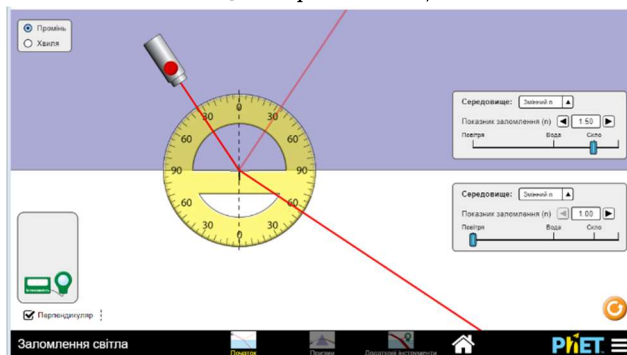 Промінь
Хвиля
Середовище: Змінний n
Показник заломлення (n) 1.50
Повітря Вода Скло
Середовище: Змінний n
Показник заломлення (n) 1.00
Повітря Вода Скло
0
30 30
60 60
90 90
60 60
30 30
0
Перпендикуляр
Заломлення світла
Початок Призми Додаткові інструменти
PhET